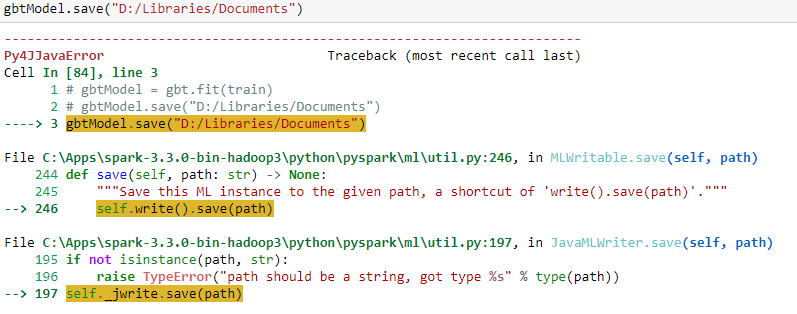 gbtModel.save("D:/Libraries/Documents")
---------------------------------------------------------------------------
Py4JJavaError                             Traceback (most recent call last)
Cell In [84], line 3
      1 # gbtModel = gbt.fit(train)
      2 # gbtModel.save("D:/Libraries/Documents")
----> 3 gbtModel.save("D:/Libraries/Documents")

File C:\Apps\spark-3.3.0-bin-hadoop3\python\pyspark\ml\util.py:246, in MLWritable.save(self, path)
    244 def save(self, path: str) -> None:
    245     """Save this ML instance to the given path, a shortcut of 'write().save(path)'."""
--> 246     self.write().save(path)

File C:\Apps\spark-3.3.0-bin-hadoop3\python\pyspark\ml\util.py:197, in JavaMLWriter.save(self, path)
    195 if not isinstance(path, str):
    196     raise TypeError("path should be a string, got type %s" % type(path))
--> 197 self._jwrite.save(path)